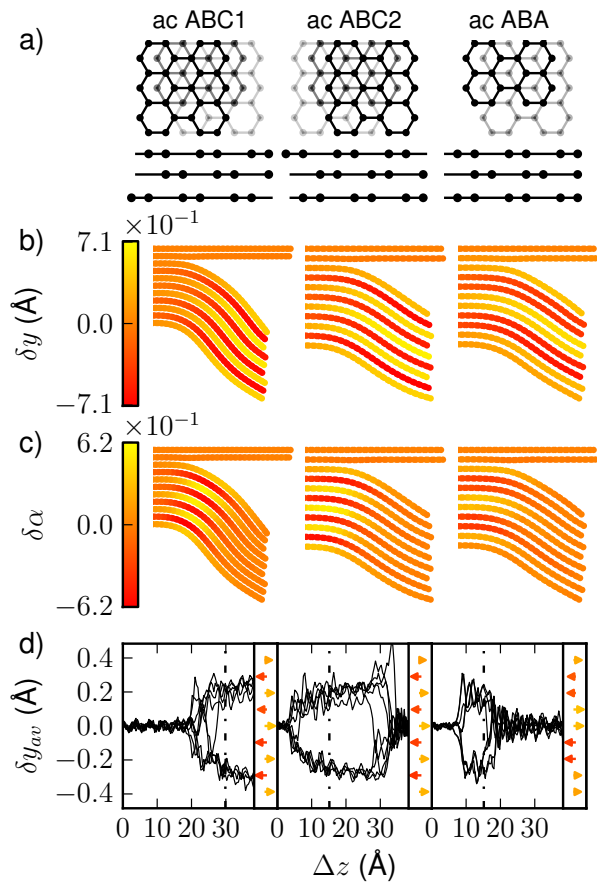 ac ABC1 ac ABC2 ac ABA
a)
×10⁻¹
b)
7.1
δy (Å)
0.0
−7.1
×10⁻¹
c)
6.2
δα
0.0
−6.2
d)
0.4
0.2
0.0
−0.2
−0.4
δy_av (Å)
0 10 20 30 0 10 20 30 0 10 20 30
Δz (Å)